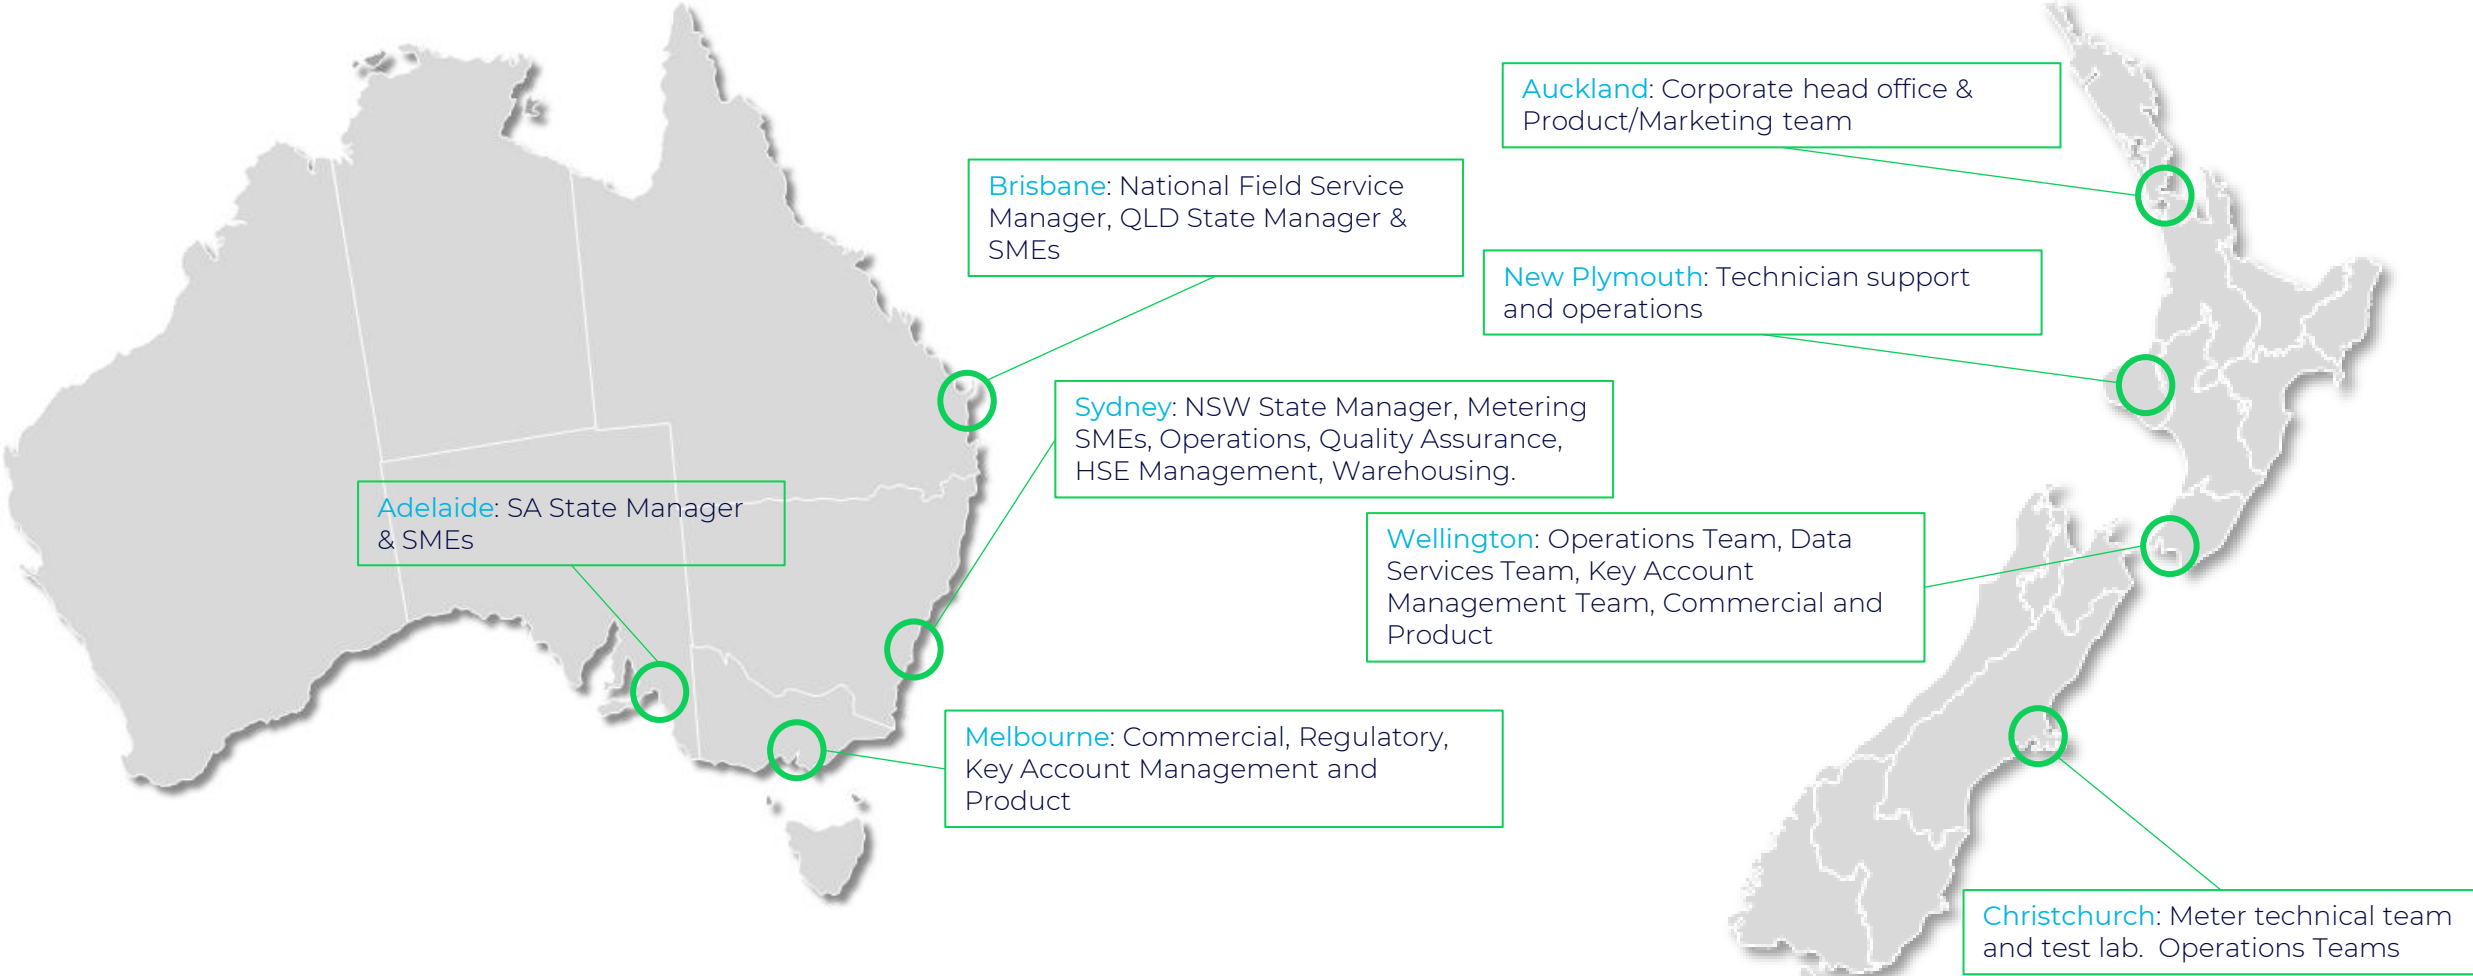 Auckland: Corporate head office &
Product/Marketing team
Brisbane: National Field Service
Manager, QLD State Manager &
SMEs
New Plymouth: Technician support
and operations
Sydney: NSW State Manager, Metering
SMEs, Operations, Quality Assurance,
HSE Management, Warehousing.
Adelaide: SA State Manager
& SMEs
Wellington: Operations Team, Data
Services Team, Key Account
Management Team, Commercial and
Product
Melbourne: Commercial, Regulatory,
Key Account Management and
Product
Christchurch: Meter technical team
and test lab.  Operations Teams